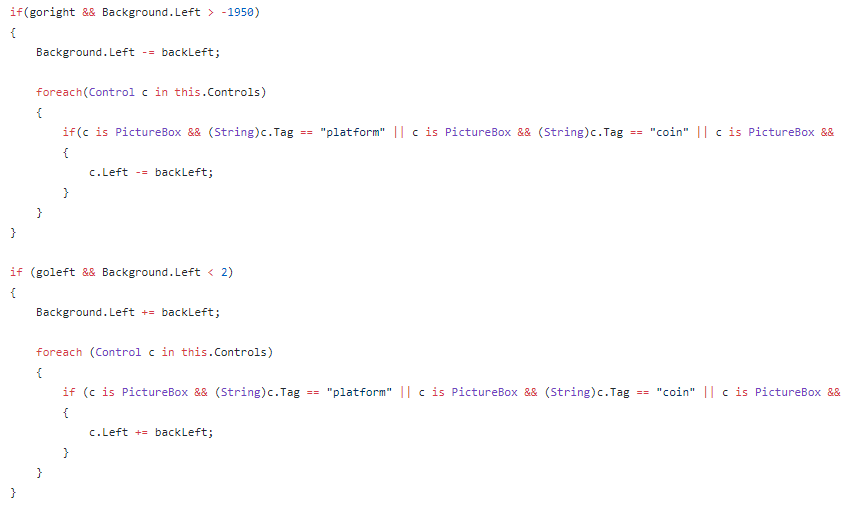 if(goright && Background.Left > -1950)
{
    Background.Left -= backLeft;

    foreach(Control c in this.Controls)
    {
        if(c is PictureBox && (String)c.Tag == "platform" || c is PictureBox && (String)c.Tag == "coin" || c is PictureBox &&
        {
            c.Left -= backLeft;
        }
    }
}

if (goleft && Background.Left < 2)
{
    Background.Left += backLeft;

    foreach (Control c in this.Controls)
    {
        if (c is PictureBox && (String)c.Tag == "platform" || c is PictureBox && (String)c.Tag == "coin" || c is PictureBox &&
        {
            c.Left += backLeft;
        }
    }
}